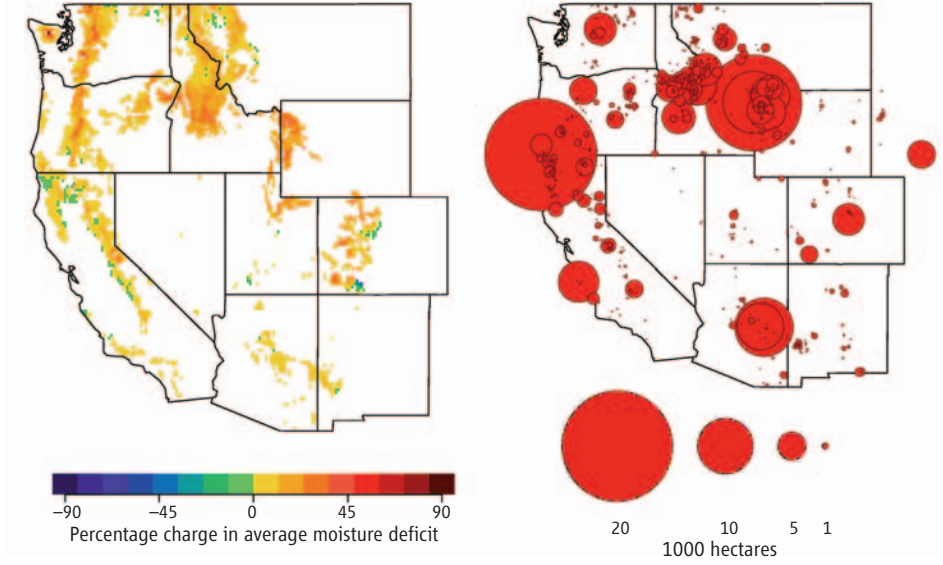 −90 −45 0 45 90
Percentage charge in average moisture deficit
20 10 5 1
1000 hectares